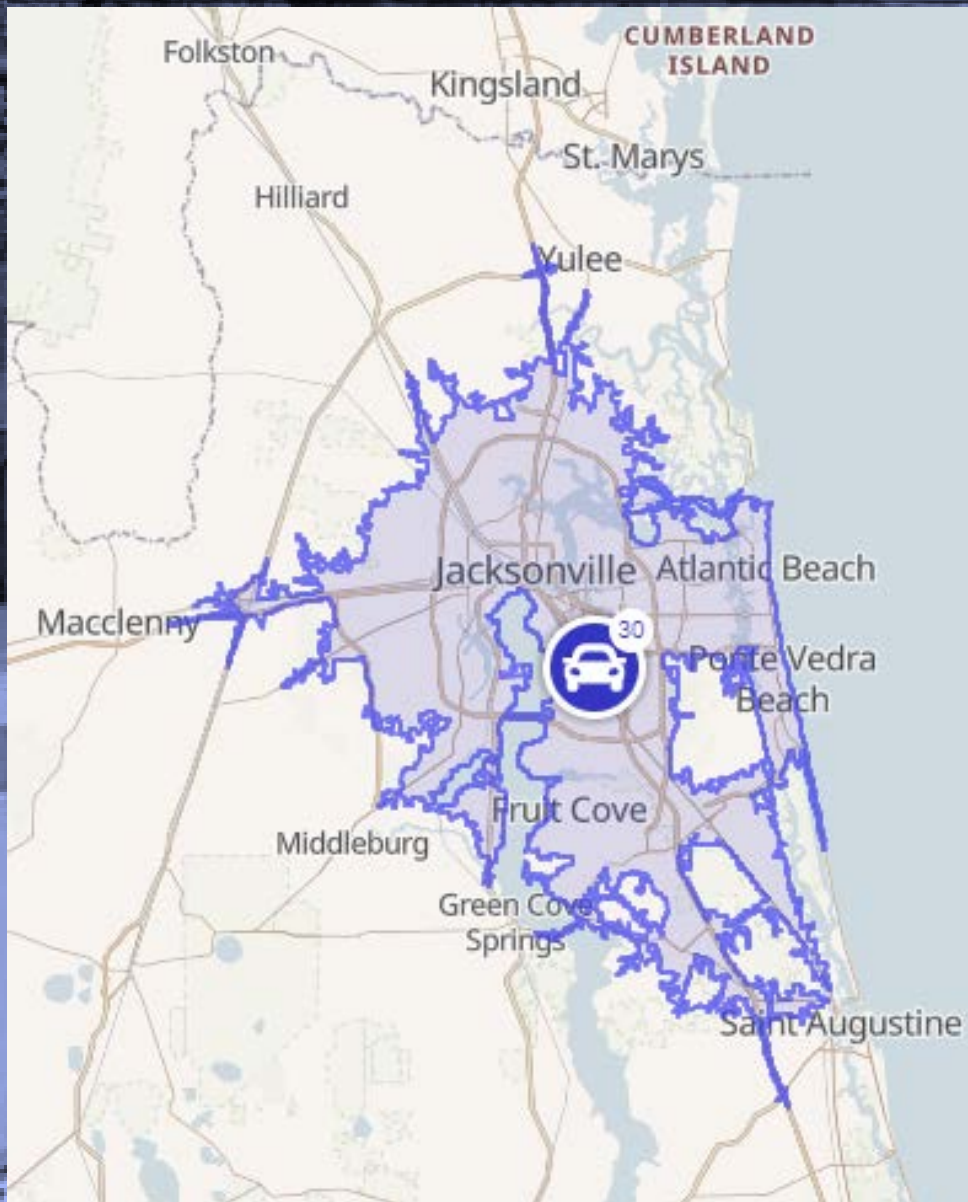 CUMBERLAND
ISLAND
Folkston
Kingsland
St. Marys
Hilliard
Yulee
Jacksonville
Atlantic Beach
Macclenny
30
Ponte Vedra
Beach
Fruit Cove
Middleburg
Green Cove
Springs
Saint Augustine